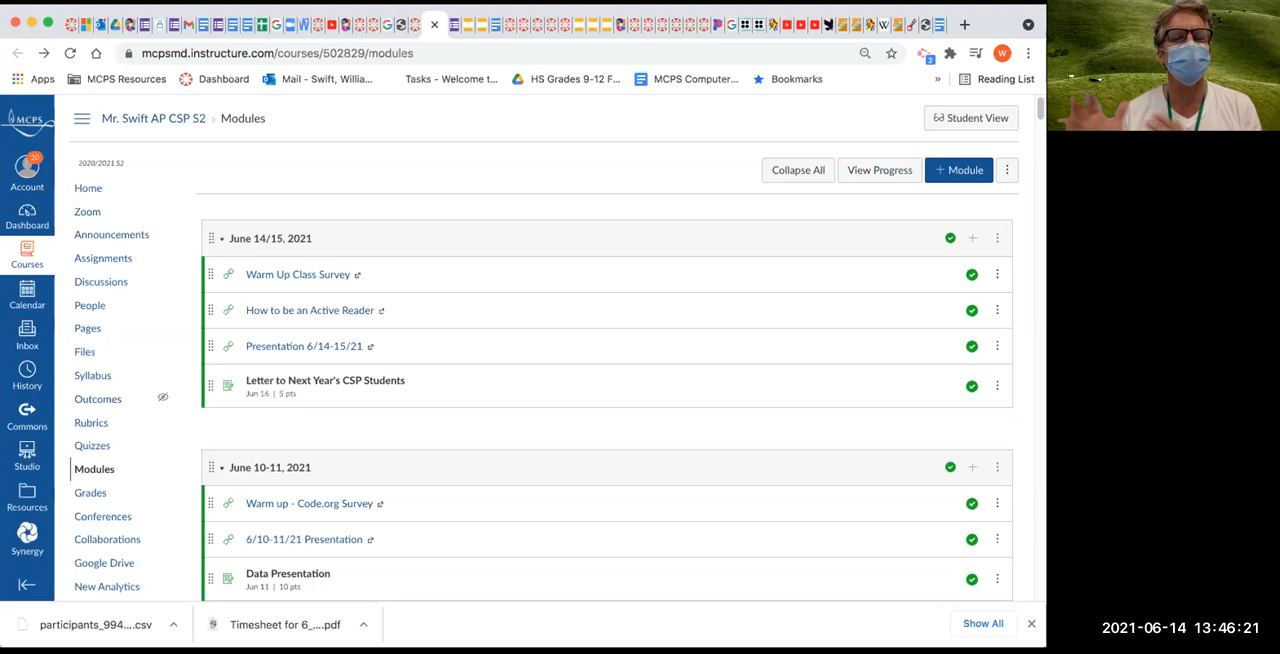 mcpsmd.instructure.com/courses/502829/modules
W
2
Apps
MCPS Resources
Dashboard
Mail - Swift, Willia...
Tasks - Welcome t...
HS Grades 9-12 F...
MCPS Computer...
Bookmarks
»
Reading List
MCPS
20
Account
Dashboard
Courses
Calendar
Inbox
History
Commons
Studio
Resources
Synergy
Mr. Swift AP CSP S2 › Modules
Student View
2020/2021 S2
Home
Zoom
Announcements
Assignments
Discussions
People
Pages
Files
Syllabus
Outcomes
Rubrics
Quizzes
Modules
Grades
Conferences
Collaborations
Google Drive
New Analytics
Collapse All
View Progress
+ Module
June 14/15, 2021
Warm Up Class Survey
How to be an Active Reader
Presentation 6/14-15/21
Letter to Next Year's CSP Students
Jun 16 | 5 pts
June 10-11, 2021
Warm up - Code.org Survey
6/10-11/21 Presentation
Data Presentation
Jun 11 | 10 pts
participants_994....csv
Timesheet for 6_....pdf
Show All
2021-06-14 13:46:21